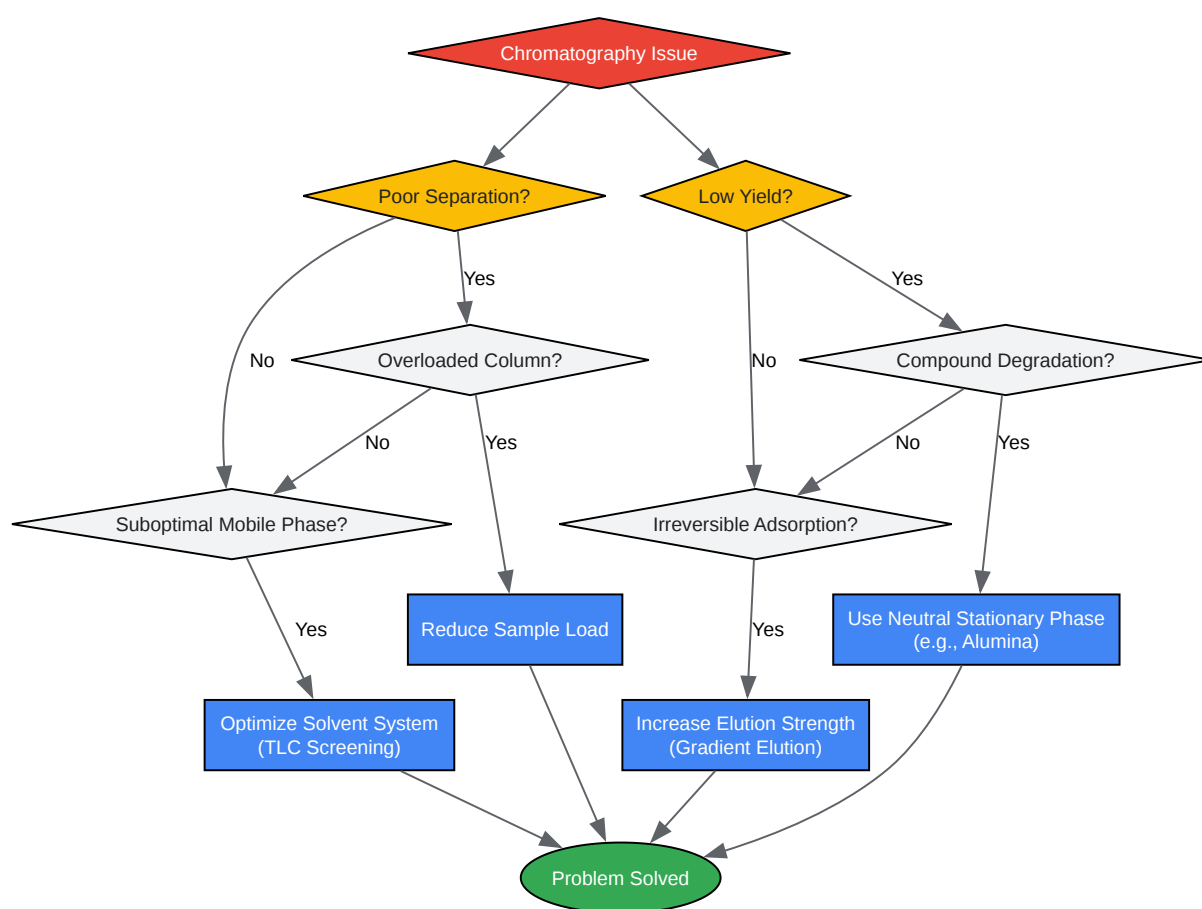 Chromatography Issue
Poor Separation?
Low Yield?
Yes
Yes
No
Overloaded Column?
No
Compound Degradation?
No
Yes
No
Yes
Suboptimal Mobile Phase?
Irreversible Adsorption?
Yes
Reduce Sample Load
Yes
Use Neutral Stationary Phase
(e.g., Alumina)
Optimize Solvent System
(TLC Screening)
Increase Elution Strength
(Gradient Elution)
Problem Solved